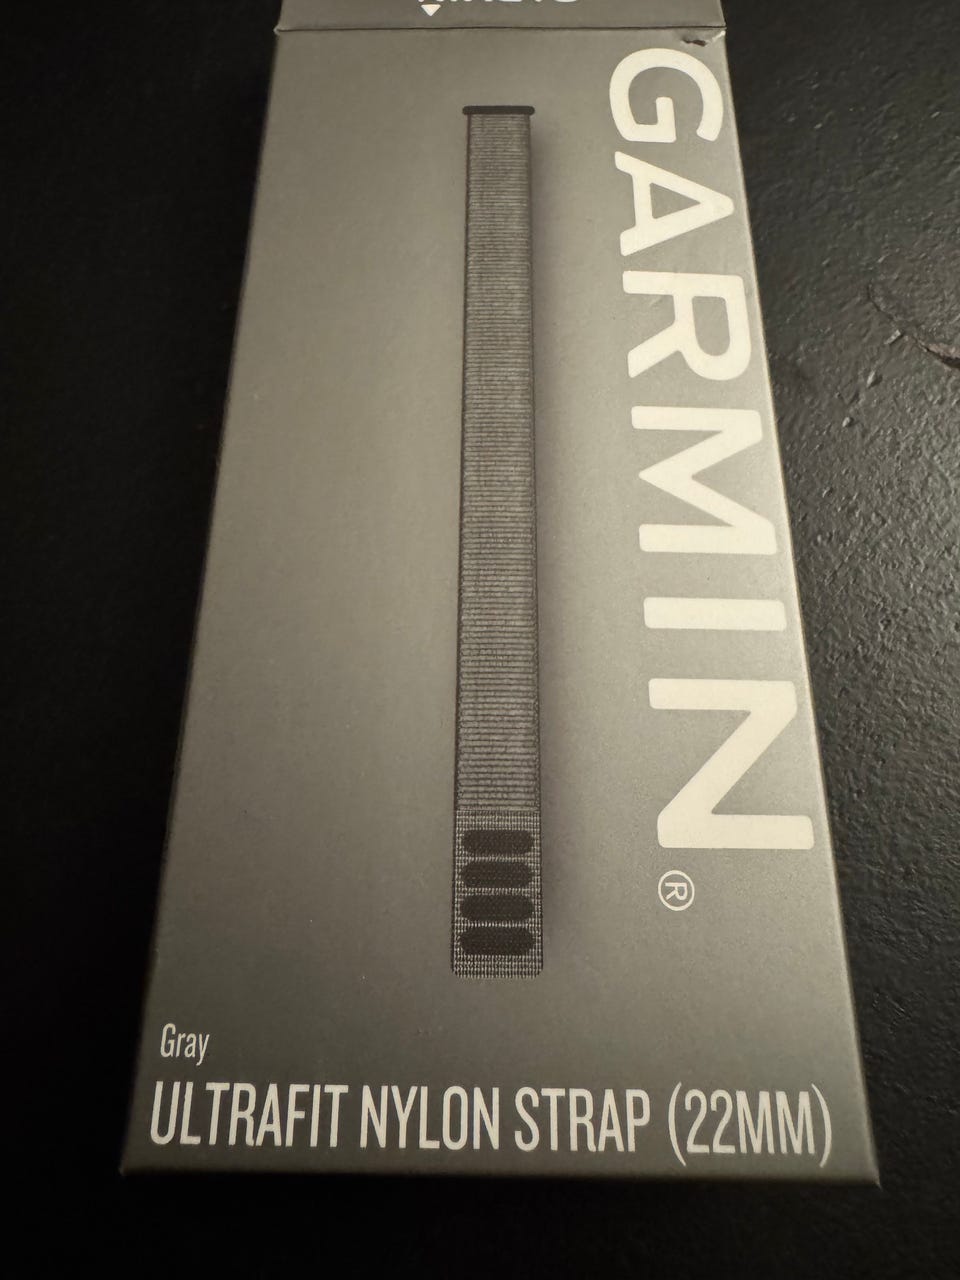 GARMIN®
Gray
ULTRAFIT NYLON STRAP (22MM)